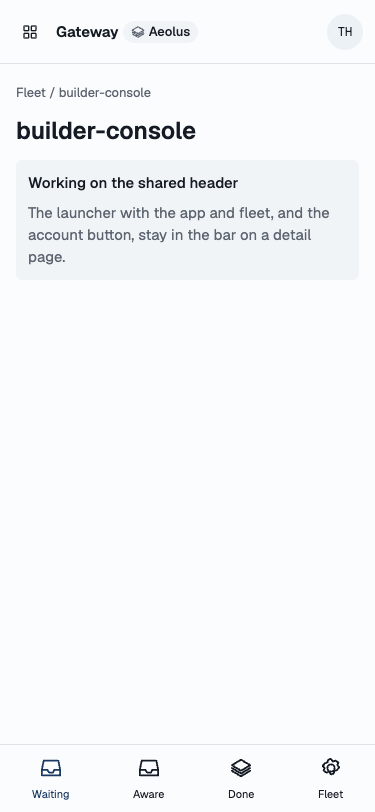 Gateway Aeolus TH
Fleet / builder-console
builder-console
Working on the shared header
The launcher with the app and fleet, and the
account button, stay in the bar on a detail
page.
Waiting Aware Done Fleet